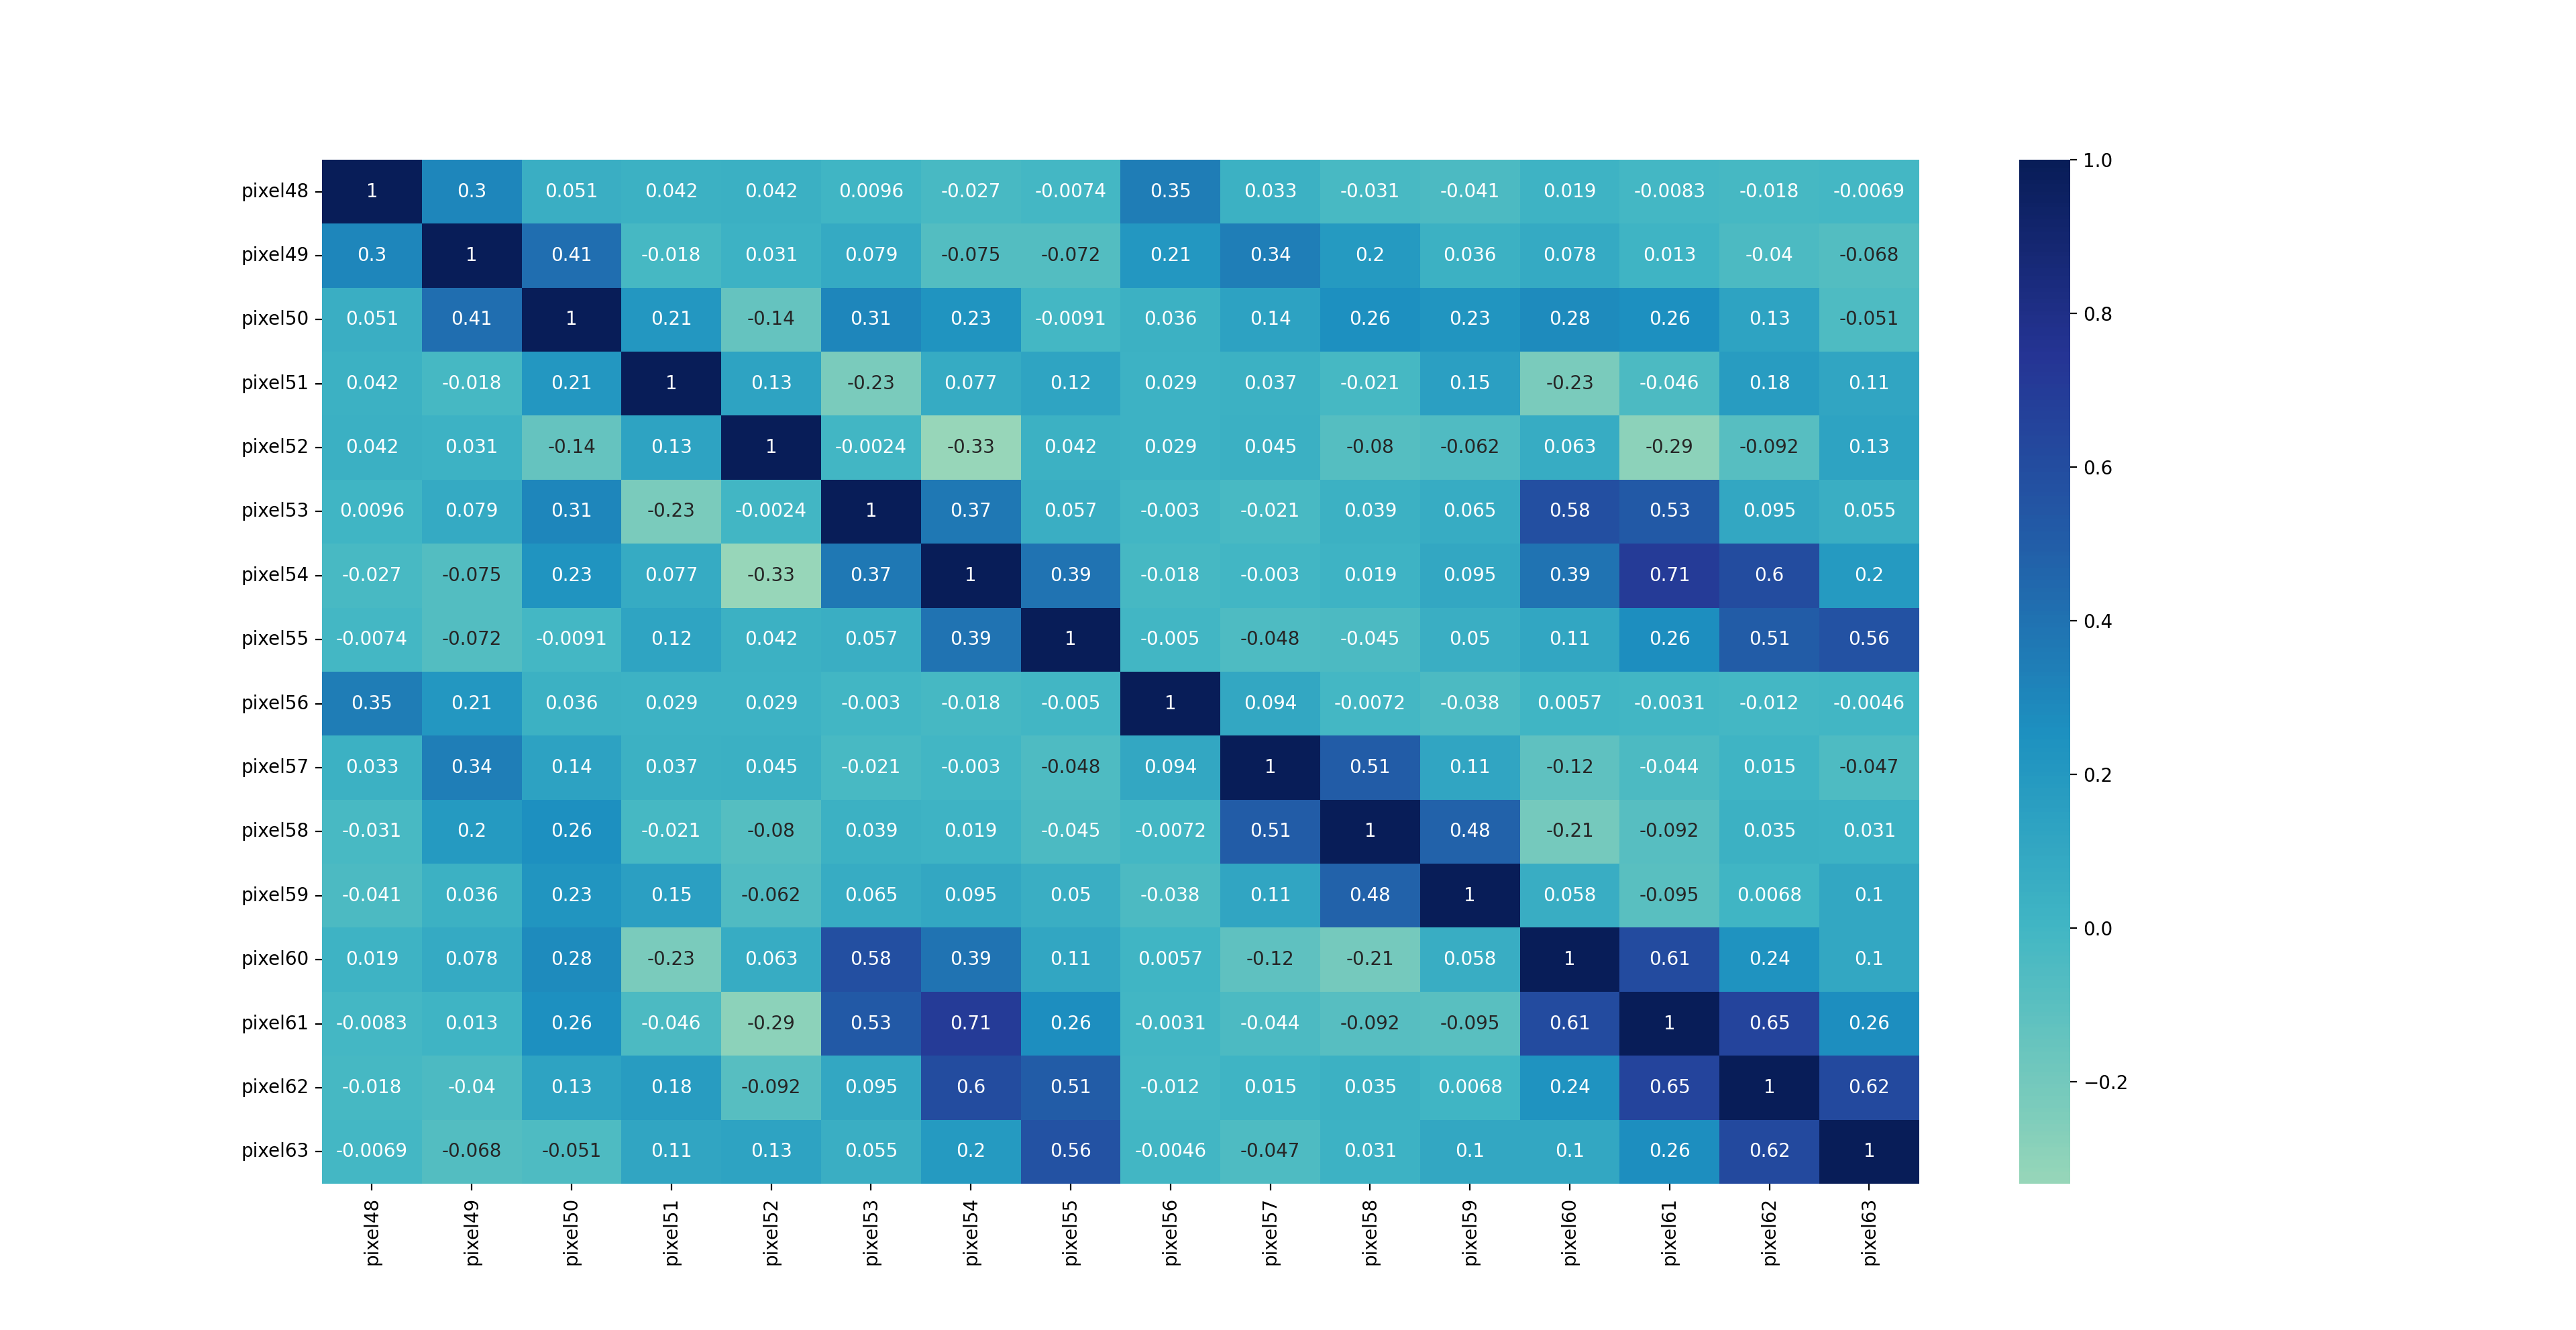 pixel48 1 0.3 0.051 0.042 0.042 0.0096 -0.027 -0.0074 0.35 0.033 -0.031 -0.041 0.019 -0.0083 -0.018 -0.0069
pixel49 0.3 1 0.41 -0.018 0.031 0.079 -0.075 -0.072 0.21 0.34 0.2 0.036 0.078 0.013 -0.04 -0.068
pixel50 0.051 0.41 1 0.21 -0.14 0.31 0.23 -0.0091 0.036 0.14 0.26 0.23 0.28 0.26 0.13 -0.051
pixel51 0.042 -0.018 0.21 1 0.13 -0.23 0.077 0.12 0.029 0.037 -0.021 0.15 -0.23 -0.046 0.18 0.11
pixel52 0.042 0.031 -0.14 0.13 1 -0.0024 -0.33 0.042 0.029 0.045 -0.08 -0.062 0.063 -0.29 -0.092 0.13
pixel53 0.0096 0.079 0.31 -0.23 -0.0024 1 0.37 0.057 -0.003 -0.021 0.039 0.065 0.58 0.53 0.095 0.055
pixel54 -0.027 -0.075 0.23 0.077 -0.33 0.37 1 0.39 -0.018 -0.003 0.019 0.095 0.39 0.71 0.6 0.2
pixel55 -0.0074 -0.072 -0.0091 0.12 0.042 0.057 0.39 1 -0.005 -0.048 -0.045 0.05 0.11 0.26 0.51 0.56
pixel56 0.35 0.21 0.036 0.029 0.029 -0.003 -0.018 -0.005 1 0.094 -0.0072 -0.038 0.0057 -0.0031 -0.012 -0.0046
pixel57 0.033 0.34 0.14 0.037 0.045 -0.021 -0.003 -0.048 0.094 1 0.51 0.11 -0.12 -0.044 0.015 -0.047
pixel58 -0.031 0.2 0.26 -0.021 -0.08 0.039 0.019 -0.045 -0.0072 0.51 1 0.48 -0.21 -0.092 0.035 0.031
pixel59 -0.041 0.036 0.23 0.15 -0.062 0.065 0.095 0.05 -0.038 0.11 0.48 1 0.058 -0.095 0.0068 0.1
pixel60 0.019 0.078 0.28 -0.23 0.063 0.58 0.39 0.11 0.0057 -0.12 -0.21 0.058 1 0.61 0.24 0.1
pixel61 -0.0083 0.013 0.26 -0.046 -0.29 0.53 0.71 0.26 -0.0031 -0.044 -0.092 -0.095 0.61 1 0.65 0.26
pixel62 -0.018 -0.04 0.13 0.18 -0.092 0.095 0.6 0.51 -0.012 0.015 0.035 0.0068 0.24 0.65 1 0.62
pixel63 -0.0069 -0.068 -0.051 0.11 0.13 0.055 0.2 0.56 -0.0046 -0.047 0.031 0.1 0.1 0.26 0.62 1
pixel48 pixel49 pixel50 pixel51 pixel52 pixel53 pixel54 pixel55 pixel56 pixel57 pixel58 pixel59 pixel60 pixel61 pixel62 pixel63
1.0
0.8
0.6
0.4
0.2
0.0
−0.2